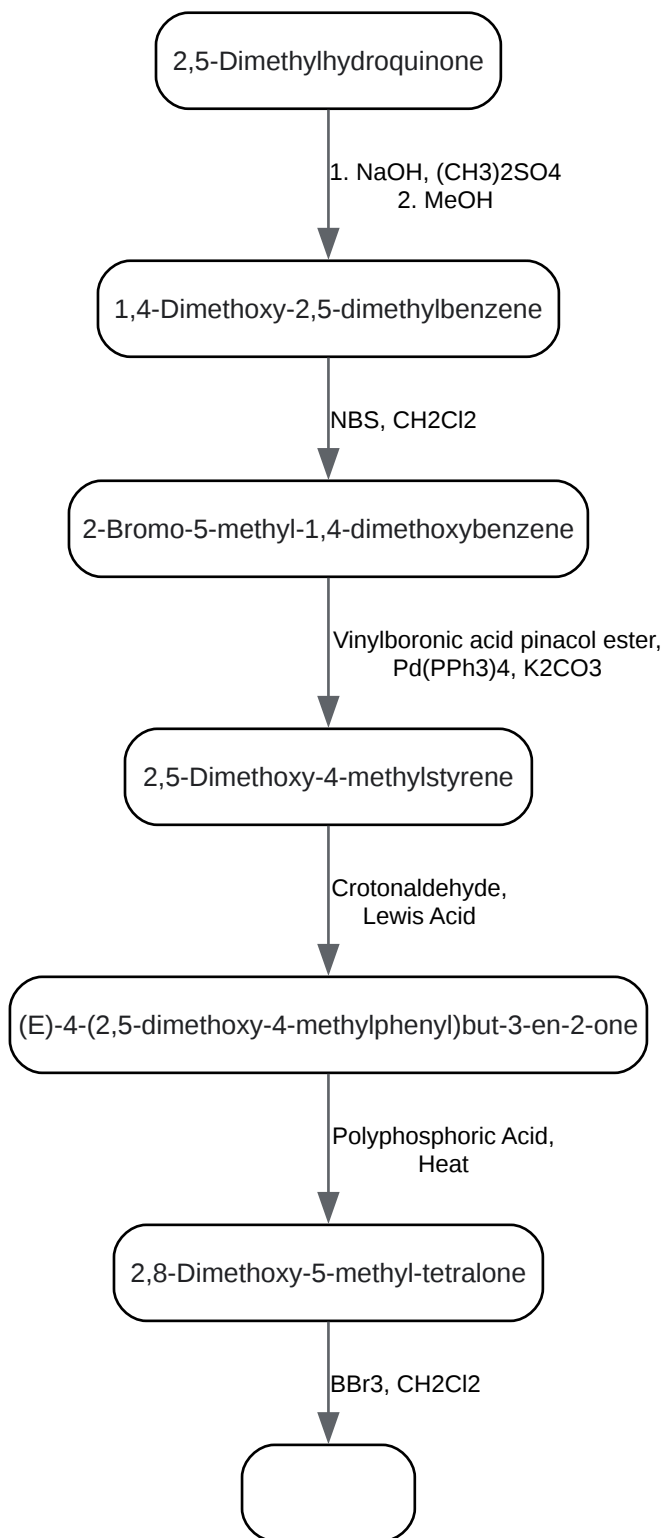 2,5-Dimethylhydroquinone
1. NaOH, (CH3)2SO4
2. MeOH
1,4-Dimethoxy-2,5-dimethylbenzene
NBS, CH2Cl2
2-Bromo-5-methyl-1,4-dimethoxybenzene
Vinylboronic acid pinacol ester,
Pd(PPh3)4, K2CO3
2,5-Dimethoxy-4-methylstyrene
Crotonaldehyde,
Lewis Acid
(E)-4-(2,5-dimethoxy-4-methylphenyl)but-3-en-2-one
Polyphosphoric Acid,
Heat
2,8-Dimethoxy-5-methyl-tetralone
BBr3, CH2Cl2